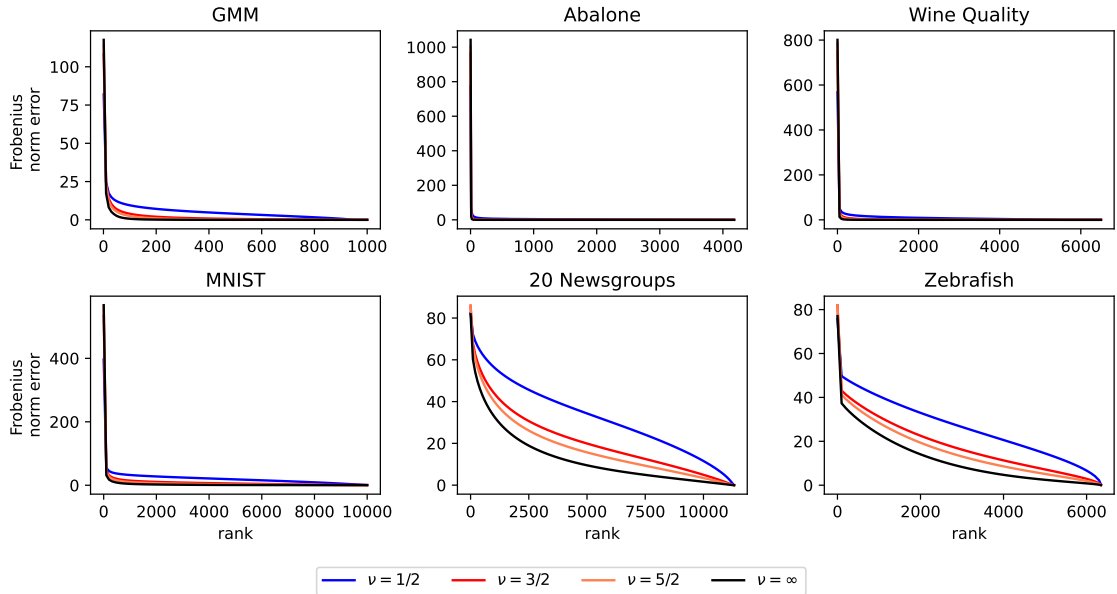 GMM
Abalone
Wine Quality
Frobenius
norm error
100
75
50
25
0
0 200 400 600 800 1000
1000
800
600
400
200
0
0 1000 2000 3000 4000
800
600
400
200
0
0 2000 4000 6000
MNIST
20 Newsgroups
Zebrafish
Frobenius
norm error
400
200
0
0 2000 4000 6000 8000 10000
rank
80
60
40
20
0
0 2500 5000 7500 10000
rank
80
60
40
20
0
0 2000 4000 6000
rank
ν = 1/2 ν = 3/2 ν = 5/2 ν = ∞